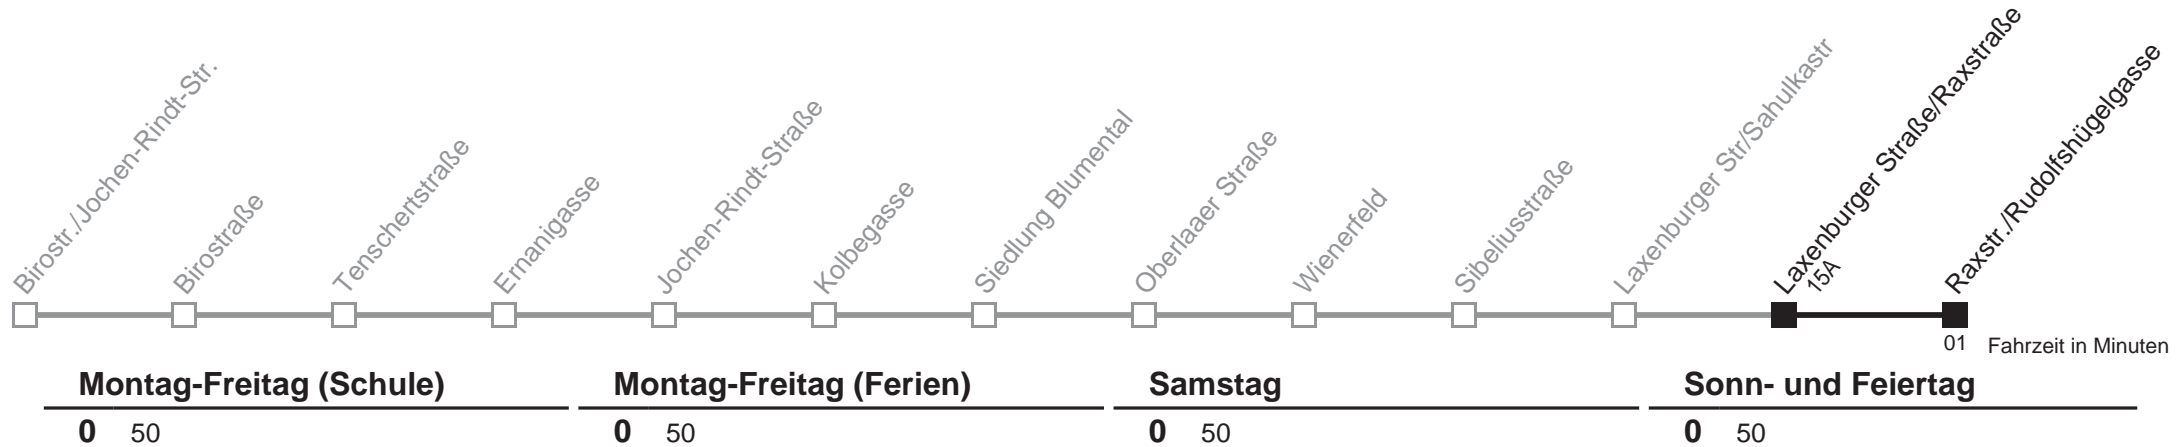 Birostr./Jochen-Rindt-Str.
Birostraße
Tenschertstraße
Ernanigasse
Jochen-Rindt-Straße
Kolbegasse
Siedlung Blumental
Oberlaaer Straße
Wienerfeld
Sibeliusstraße
Laxenburger Str/Sahulkastr
Laxenburger Straße/Raxstraße
15A
Raxstr./Rudolfshügelgasse
01 Fahrzeit in Minuten
Montag-Freitag (Schule) Montag-Freitag (Ferien) Samstag Sonn- und Feiertag
0 50 0 50 0 50 0 50